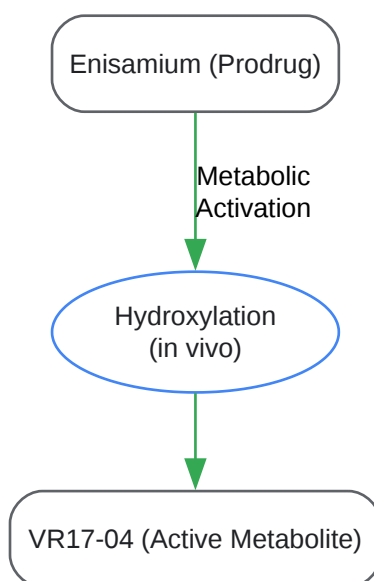 Enisamium (Prodrug)
Metabolic
Activation
Hydroxylation
(in vivo)
VR17-04 (Active Metabolite)